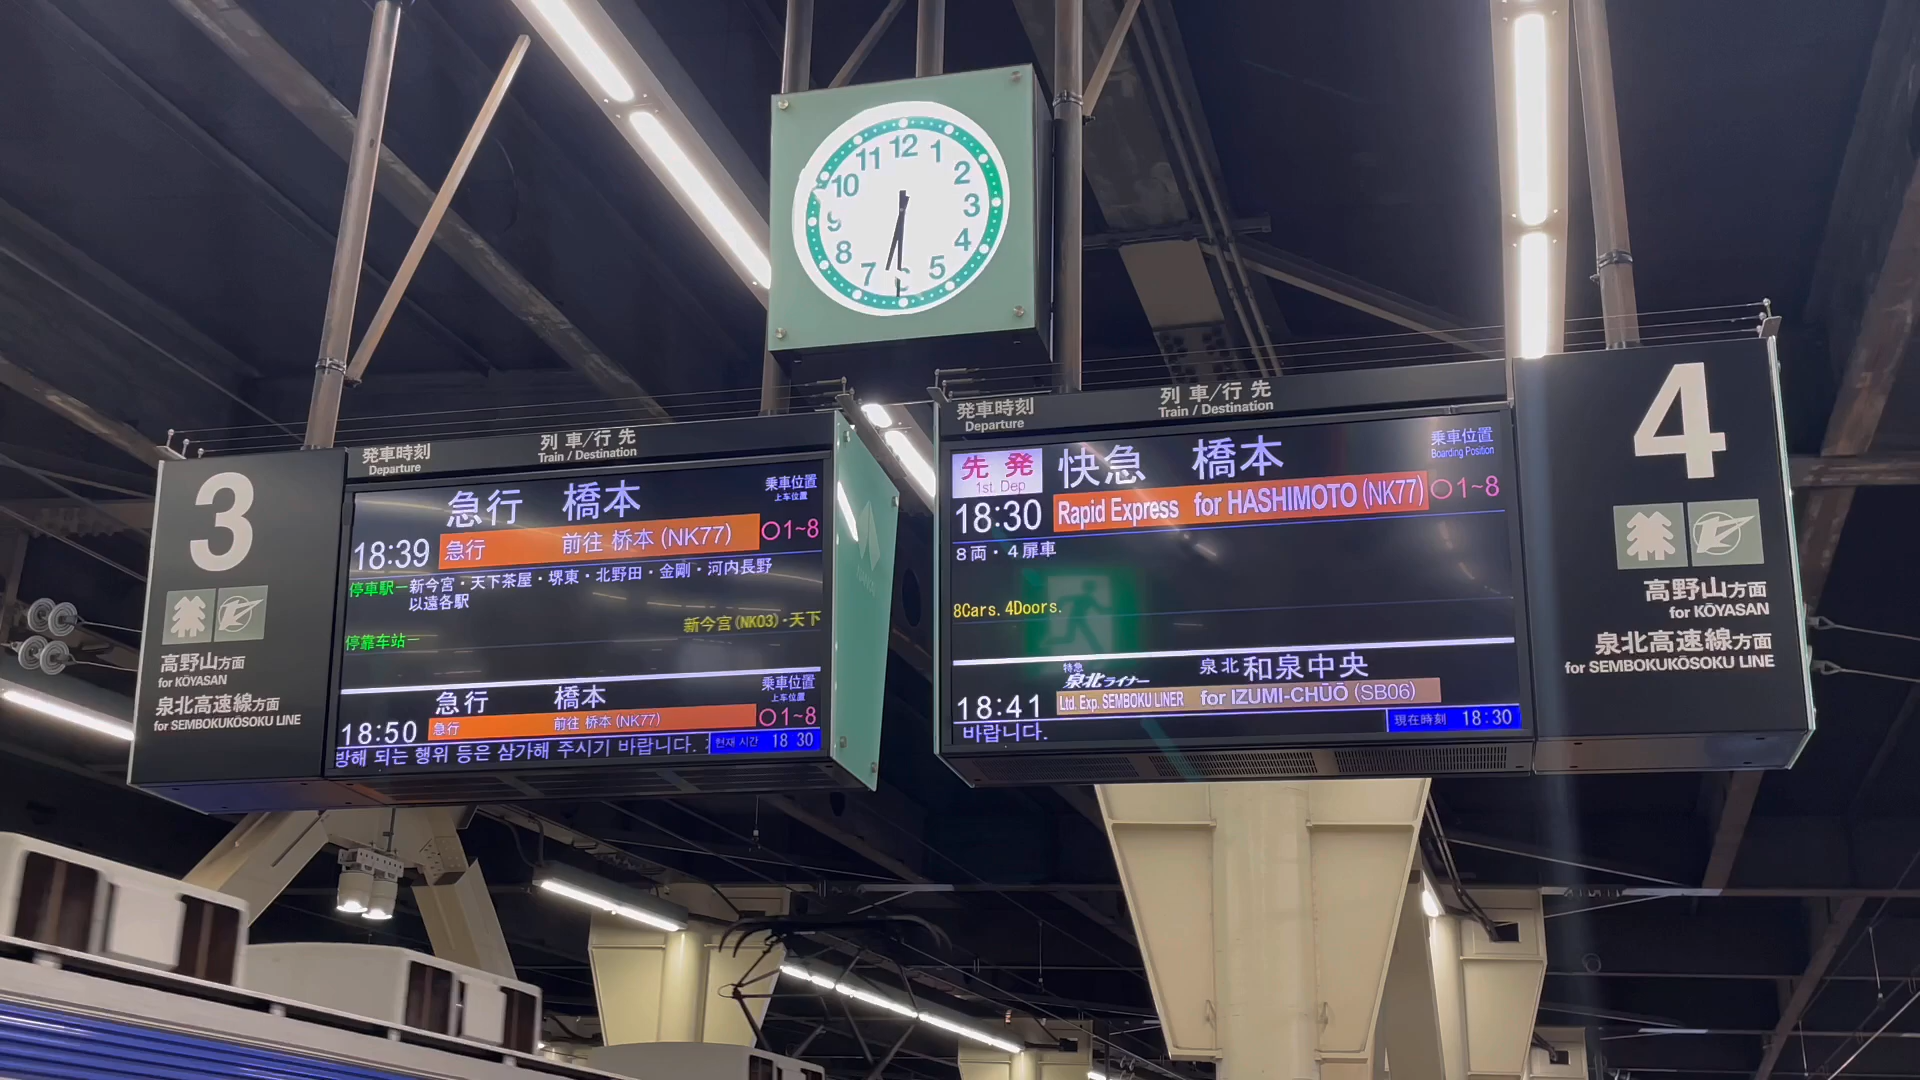 12
1
2
3
4
5
7
8
9
10
11
3
高野山方面
for KŌYASAN
泉北高速線方面
for SEMBOKUKŌSOKU LINE
発車時刻
Departure
列車/行先
Train / Destination
急行 橋本
乗車位置
上车位置
18:39 急行 前往 桥本 (NK77) ○1~8
停車駅ー新今宮・天下茶屋・堺東・北野田・金剛・河内長野
以遠各駅
新今宮(NK03)・天下
停靠车站ー
急行 橋本
乗車位置
上车位置
18:50 急行 前往 桥本 (NK77) ○1~8
방해 되는 행위 등은 삼가해 주시기 바랍니다.
현재 시간 18 30
発車時刻
Departure
列車/行先
Train / Destination
先発
1st Dep
快急 橋本
乗車位置
Boarding Position
18:30 Rapid Express for HASHIMOTO (NK77) ○1~8
8両・4扉車
8Cars. 4Doors.
特急
泉北ライナー 泉北 和泉中央
18:41 Ltd. Exp. SEMBOKU LINER for IZUMI-CHŪŌ (SB06)
바랍니다.
現在時刻 18:30
4
高野山方面
for KŌYASAN
泉北高速線方面
for SEMBOKUKŌSOKU LINE